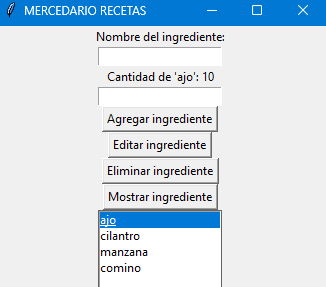 MERCEDARIO RECETAS
Nombre del ingrediente:
Cantidad de 'ajo': 10
Agregar ingrediente
Editar ingrediente
Eliminar ingrediente
Mostrar ingrediente
ajo
cilantro
manzana
comino